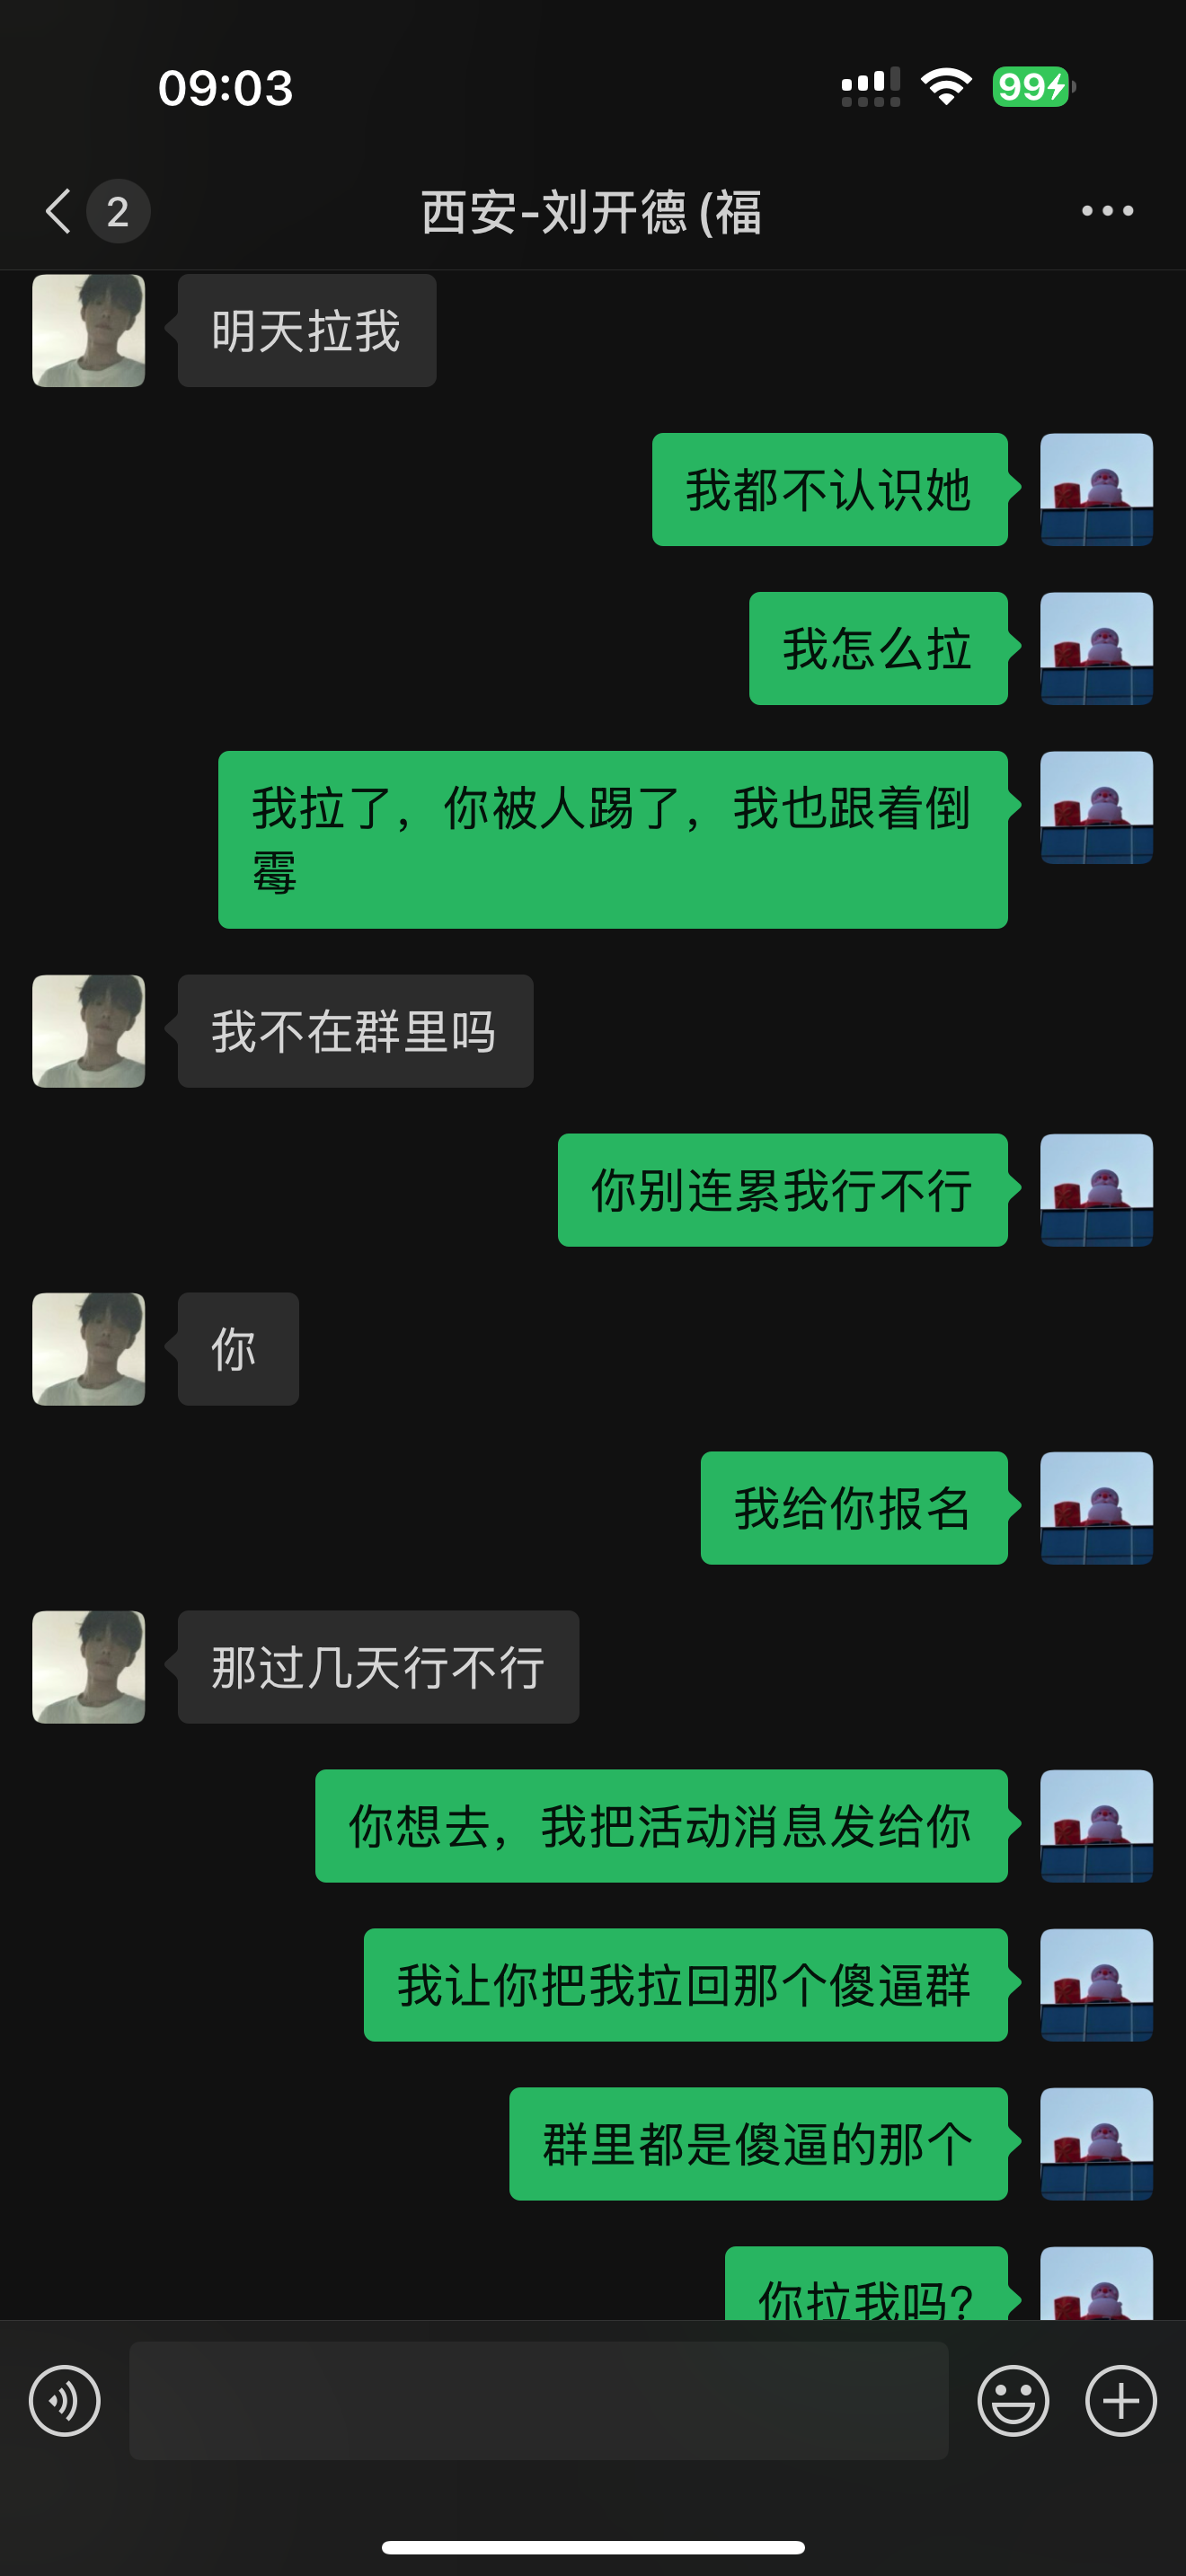 09:03
99
2
西安-刘开德 (福
明天拉我
我都不认识她
我怎么拉
我拉了，你被人踢了，我也跟着倒
霉
我不在群里吗
你别连累我行不行
你
我给你报名
那过几天行不行
你想去，我把活动消息发给你
我让你把我拉回那个傻逼群
群里都是傻逼的那个
你拉我吗?